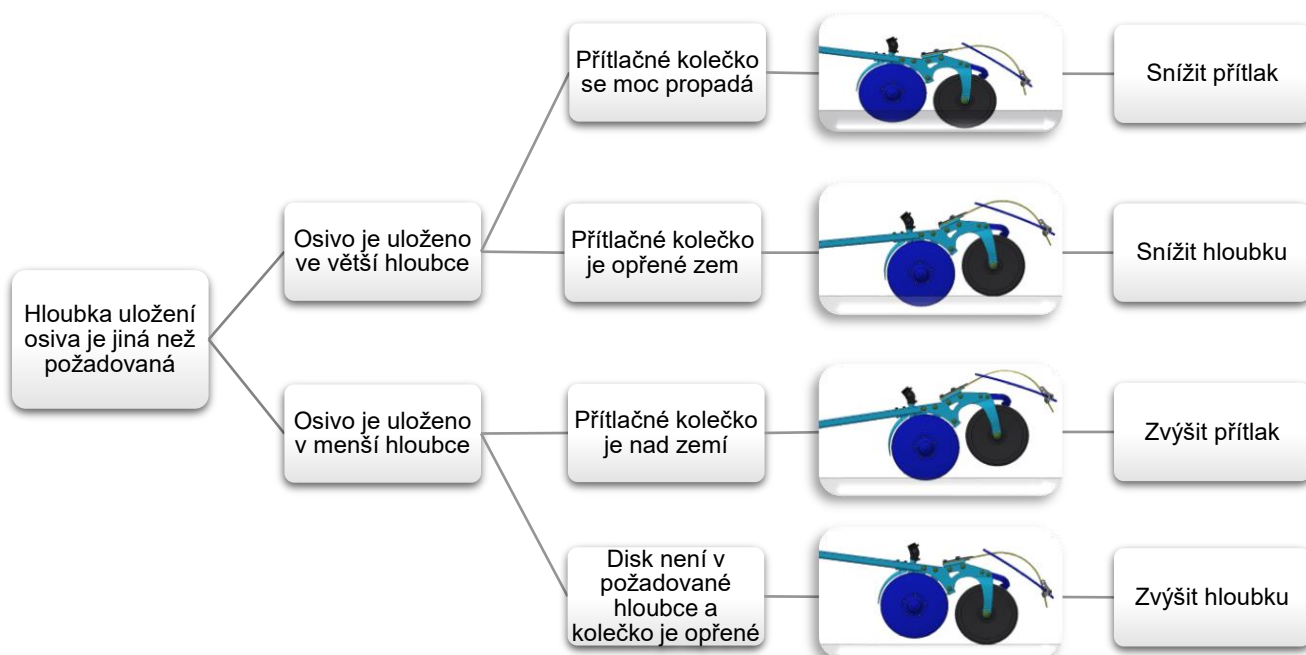 Hloubka uložení
osiva je jiná než
požadovaná
Osivo je uloženo
ve větší hloubce
Přítlačné kolečko
se moc propadá
Snížit přítlak
Přítlačné kolečko
je opřené zem
Snížit hloubku
Osivo je uloženo
v menší hloubce
Přítlačné kolečko
je nad zemí
Zvýšit přítlak
Disk není v
požadované
hloubce a
kolečko je opřené
Zvýšit hloubku